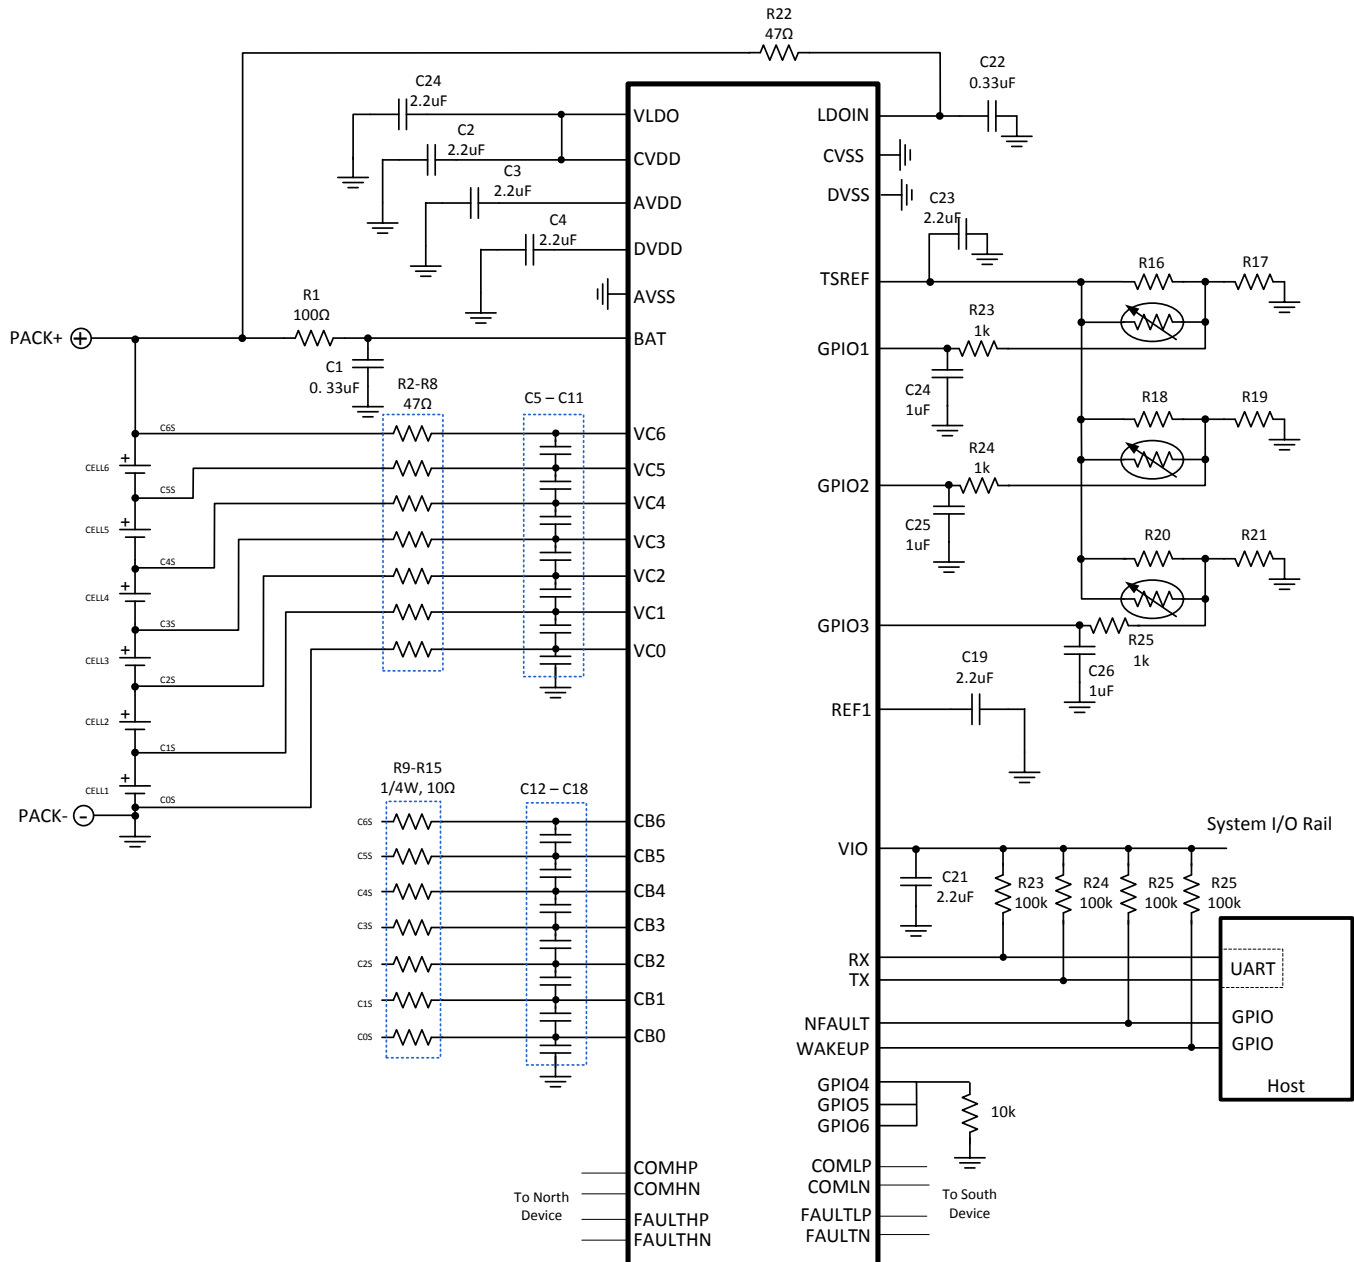 R22
47Ω
C24
2.2uF
C22
0.33uF
VLDO
LDOIN
C2
2.2uF
CVDD
CVSS
C3
2.2uF
AVDD
DVSS
C23
2.2uF
C4
2.2uF
DVDD
TSREF
R16
R17
AVSS
R1
100Ω
R23
1k
PACK+
+
BAT
GPIO1
C1
0. 33uF
C24
1uF
R2-R8
47Ω
C5 – C11
R18
R19
C6S
VC6
+
CELL6
VC5
R24
1k
GPIO2
C5S
VC4
+
CELL5
C25
1uF
VC3
C4S
R20
R21
VC2
+
CELL4
VC1
GPIO3
C3S
R25
1k
+
CELL3
VC0
C19
2.2uF
C26
1uF
C2S
REF1
+
CELL2
C1S
+
CELL1
C0S
PACK-
-
R9-R15
1/4W, 10Ω
C12 – C18
C6S
CB6
System I/O Rail
VIO
C5S
CB5
C21
2.2uF
R23
100k
R24
100k
R25
100k
R25
100k
C4S
CB4
C3S
CB3
C2S
CB2
RX
TX
UART
C1S
CB1
NFAULT
GPIO
C0S
CB0
WAKEUP
GPIO
Host
GPIO4
GPIO5
GPIO6
10k
COMHP
COMHN
To North
Device
FAULTHP
FAULTHN
COMLP
COMLN
To South
Device
FAULTLP
FAULTN